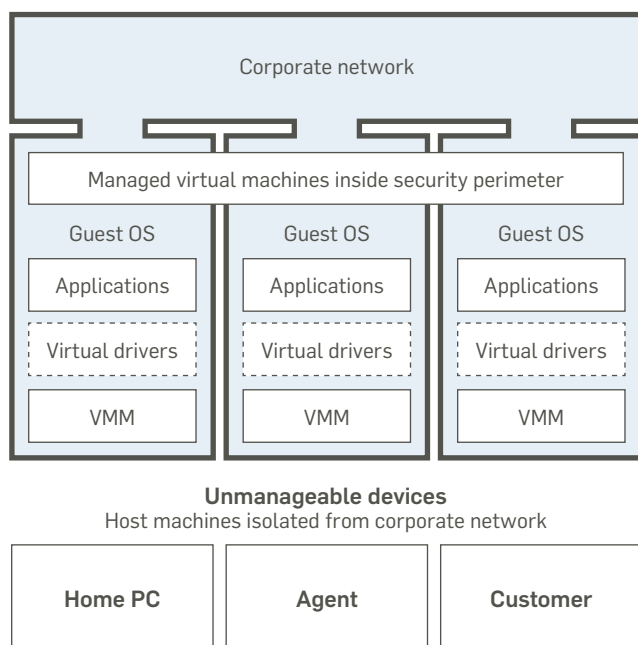 Corporate network
Managed virtual machines inside security perimeter
Guest OS Guest OS Guest OS
Applications Applications Applications
Virtual drivers Virtual drivers Virtual drivers
VMM VMM VMM
Unmanageable devices
Host machines isolated from corporate network
Home PC Agent Customer